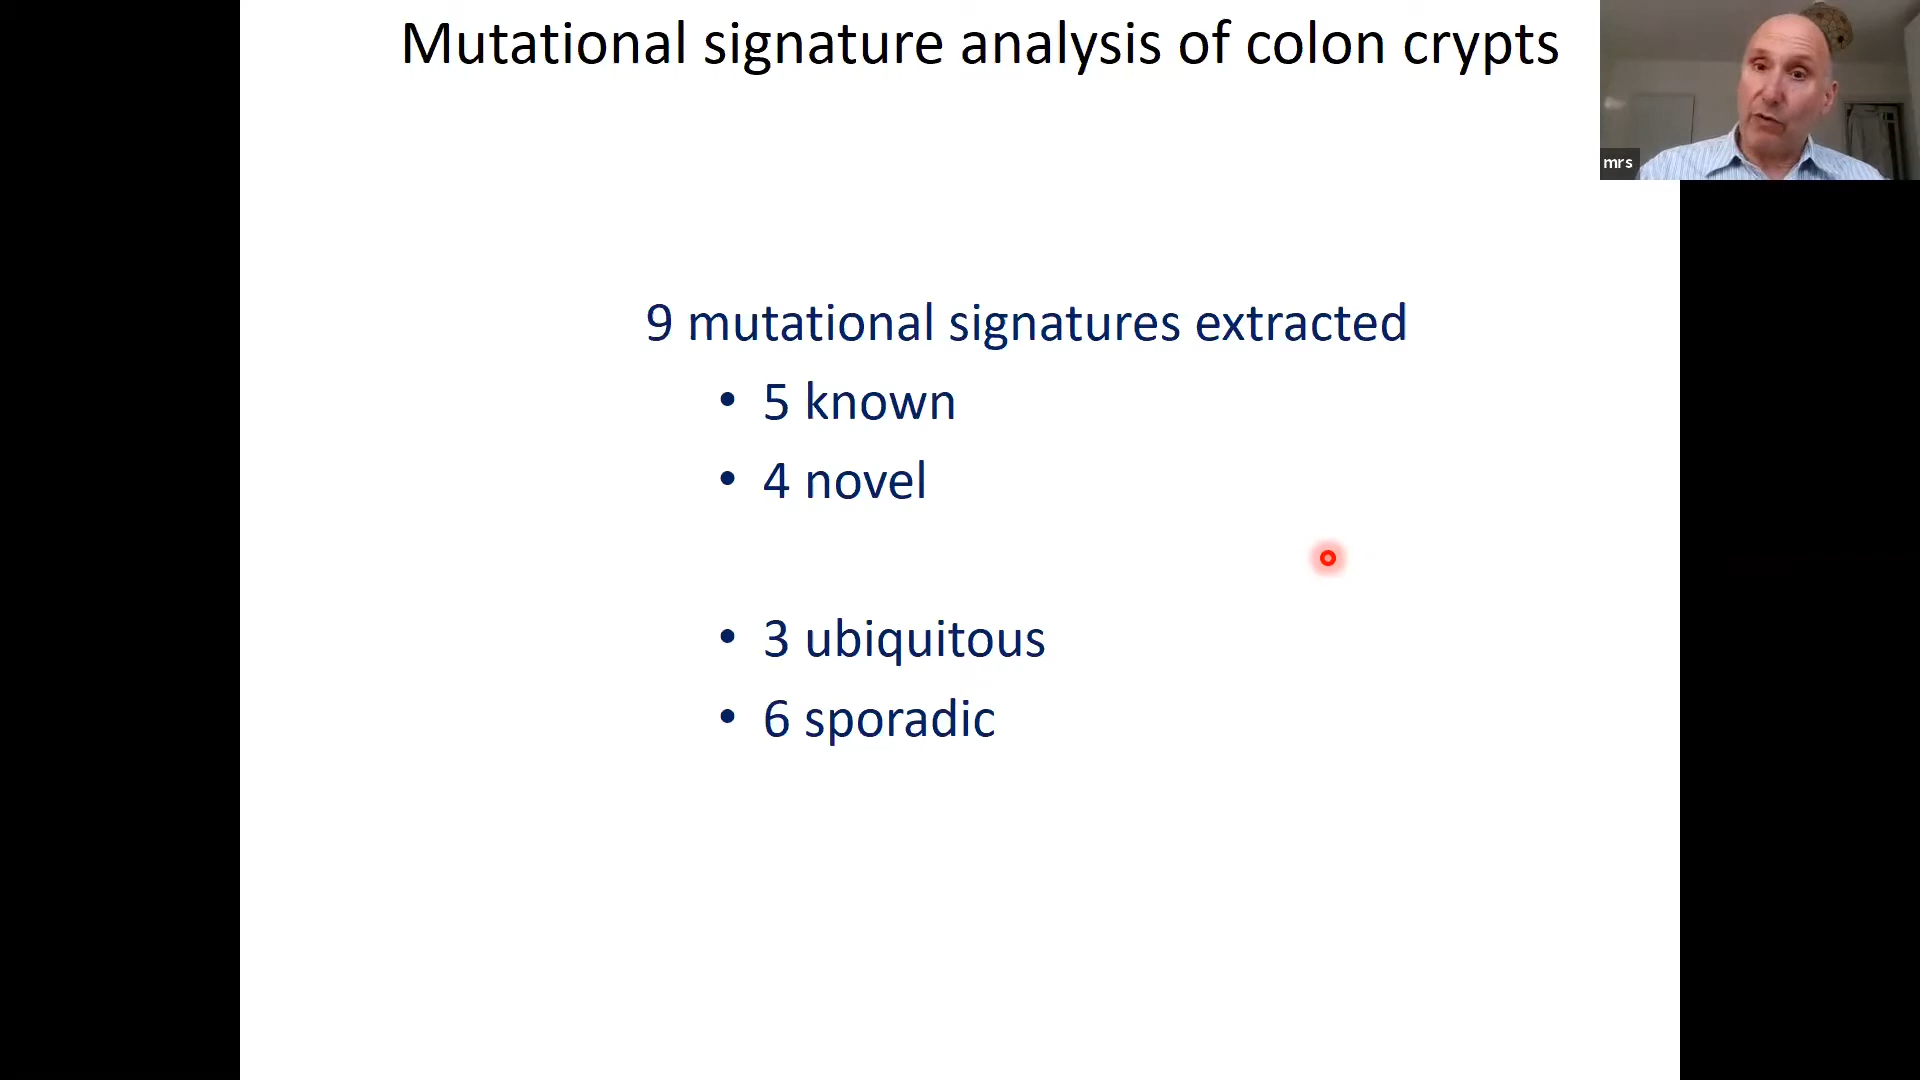 Mutational signature analysis of colon crypts
mrs
9 mutational signatures extracted
• 5 known
• 4 novel
• 3 ubiquitous
• 6 sporadic